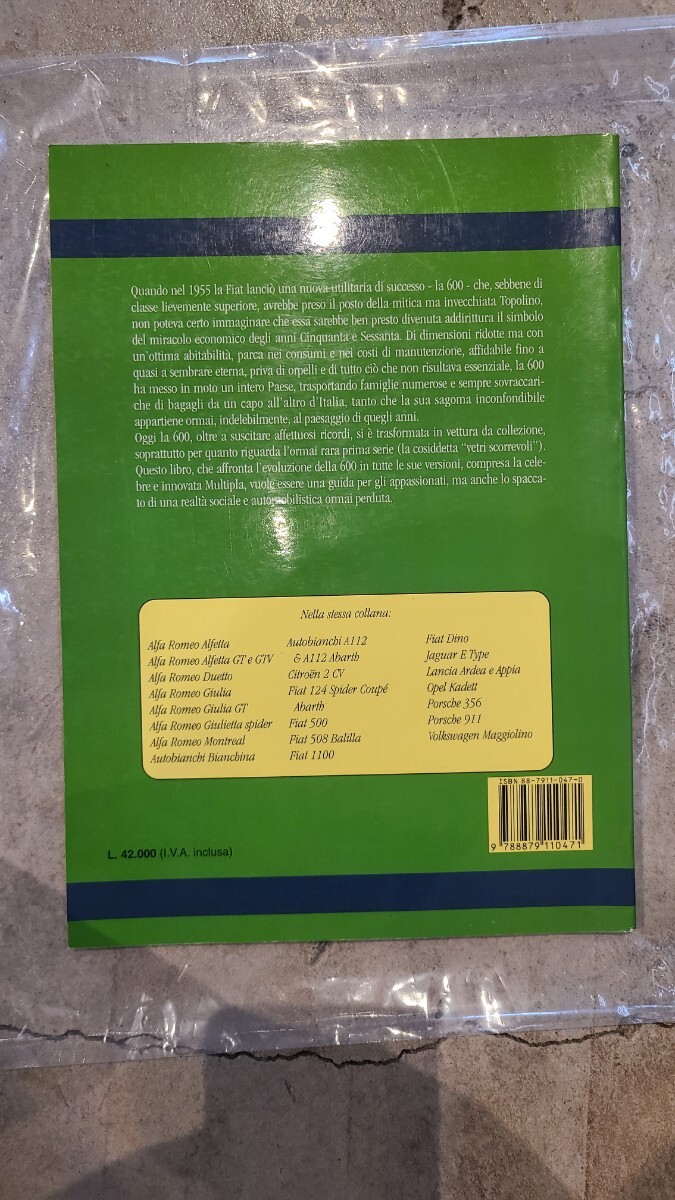 Quando nel 1955 la Fiat lanciò una nuova utilitaria di successo - la 600 - che, sebbene di
classe lievemente superiore, avrebbe preso il posto della mitica ma invecchiata Topolino,
non poteva certo immaginare che essa sarebbe ben presto divenuta addirittura il simbolo
del miracolo economico degli anni Cinquanta e Sessanta. Di dimensioni ridotte ma con
un'ottima abitabilità, parca nei consumi e nei costi di manutenzione, affidabile fino a
quasi a sembrare eterna, priva di orpelli e di tutto ciò che non risultava essenziale, la 600
ha messo in moto un intero Paese, trasportando famiglie numerose e sempre sovraccari-
che di bagagli da un capo all'altro d'Italia, tanto che la sua sagoma inconfondibile
appartiene ormai, indelebilmente, al paesaggio di quegli anni.
Oggi la 600, oltre a suscitare affettuosi ricordi, si è trasformata in vettura da collezione,
soprattutto per quanto riguarda l'ormai rara prima serie (la cosiddetta "vetri scorrevoli").
Questo libro, che affronta l'evoluzione della 600 in tutte le sue versioni, compresa la cele-
bre e innovata Multipla, vuole essere una guida per gli appassionati, ma anche lo spacca-
to di una realtà sociale e automobilistica ormai perduta.
Nella stessa collana:
Alfa Romeo Alfetta
Alfa Romeo Alfetta GT e GTV
Alfa Romeo Duetto
Alfa Romeo Giulia
Alfa Romeo Giulia GT
Alfa Romeo Giulietta spider
Alfa Romeo Montreal
Autobianchi Bianchina
Autobianchi A112
& A112 Abarth
Citroën 2 CV
Fiat 124 Spider Coupé
Abarth
Fiat 500
Fiat 508 Balilla
Fiat 1100
Fiat Dino
Jaguar E Type
Lancia Ardea e Appia
Opel Kadett
Porsche 356
Porsche 911
Volkswagen Maggiolino
ISBN 88-7911-047-0
9 788879 110471
L. 42.000 (I.V.A. inclusa)